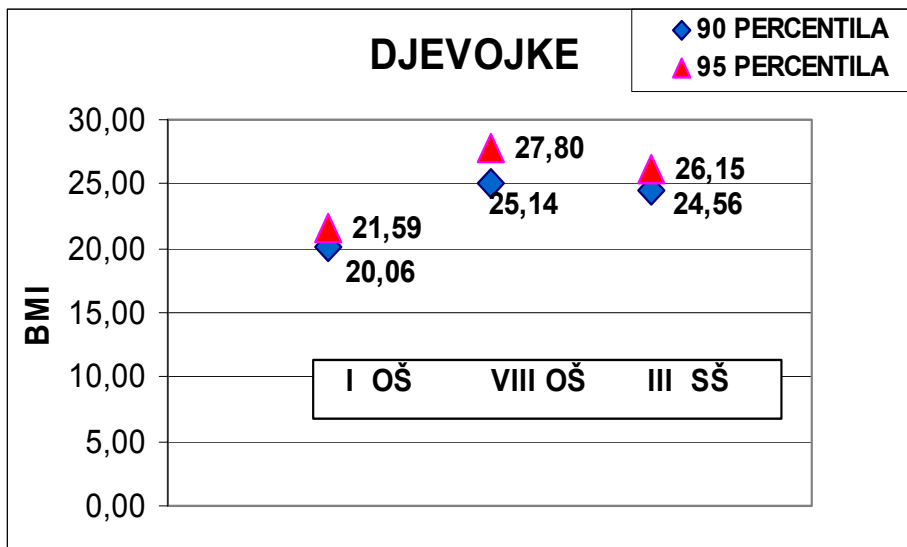 DJEVOJKE
90 PERCENTILA
95 PERCENTILA
BMI
30,00
25,00
20,00
15,00
10,00
5,00
0,00
21,59
20,06
27,80
25,14
26,15
24,56
I OŠ
VIII OŠ
III SŠ